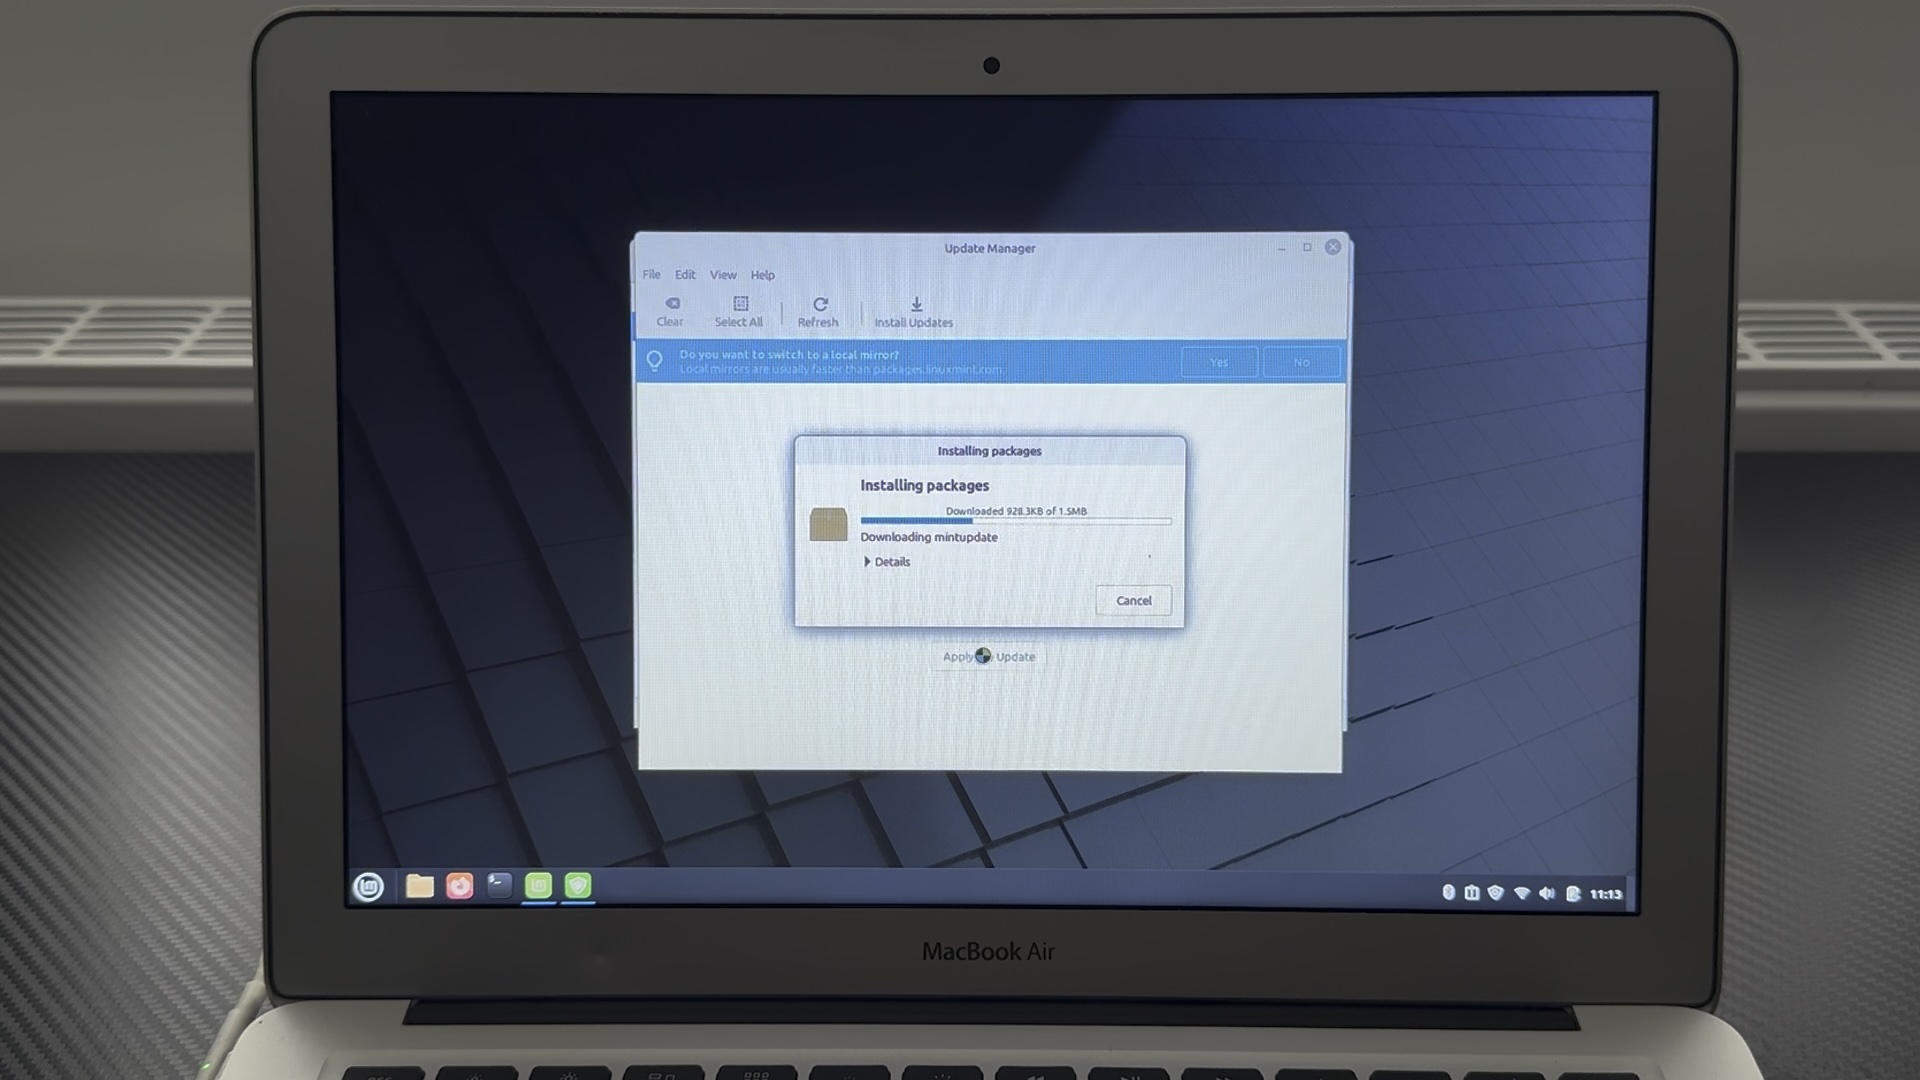 Update Manager
File Edit View Help
Clear Select All Refresh Install Updates
Do you want to switch to a local mirror?
Local mirrors are usually faster than packages.linuxmint.com
Yes No
Installing packages
Installing packages
Downloaded 928.3KB of 1.5MB
Downloading mintupdate
Details
Cancel
Apply Update
11:13
MacBook Air